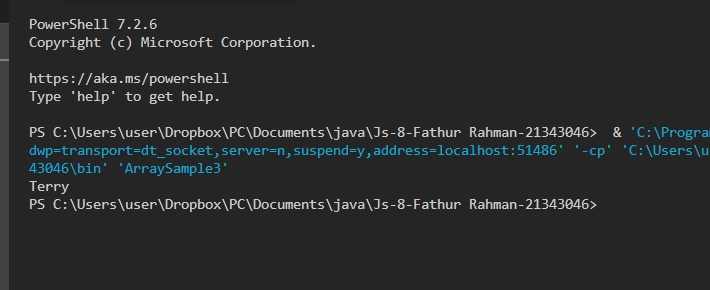 PowerShell 7.2.6
Copyright (c) Microsoft Corporation.
https://aka.ms/powershell
Type 'help' to get help.
PS C:\Users\user\Dropbox\PC\Documents\java\Js-8-Fathur Rahman-21343046>  & 'C:\Progra
dwp=transport=dt_socket,server=n,suspend=y,address=localhost:51486' '-cp' 'C:\Users\u
43046\bin' 'ArraySample3'
Terry
PS C:\Users\user\Dropbox\PC\Documents\java\Js-8-Fathur Rahman-21343046>